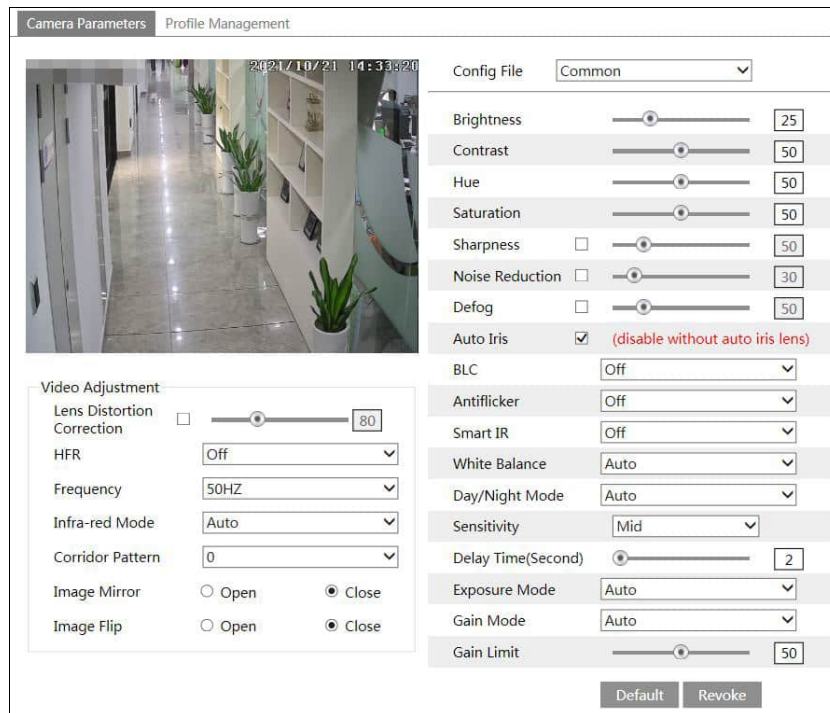 Camera Parameters Profile Management
2021/10/21 14:33:20
Config File Common
Brightness 25
Contrast 50
Hue 50
Saturation 50
Sharpness 50
Noise Reduction 30
Defog 50
Auto Iris (disable without auto iris lens)
BLC Off
Antiflicker Off
Smart IR Off
White Balance Auto
Day/Night Mode Auto
Sensitivity Mid
Delay Time(Second) 2
Exposure Mode Auto
Gain Mode Auto
Gain Limit 50
Default Revoke
Video Adjustment
Lens Distortion
Correction 80
HFR Off
Frequency 50HZ
Infra-red Mode Auto
Corridor Pattern 0
Image Mirror Open Close
Image Flip Open Close